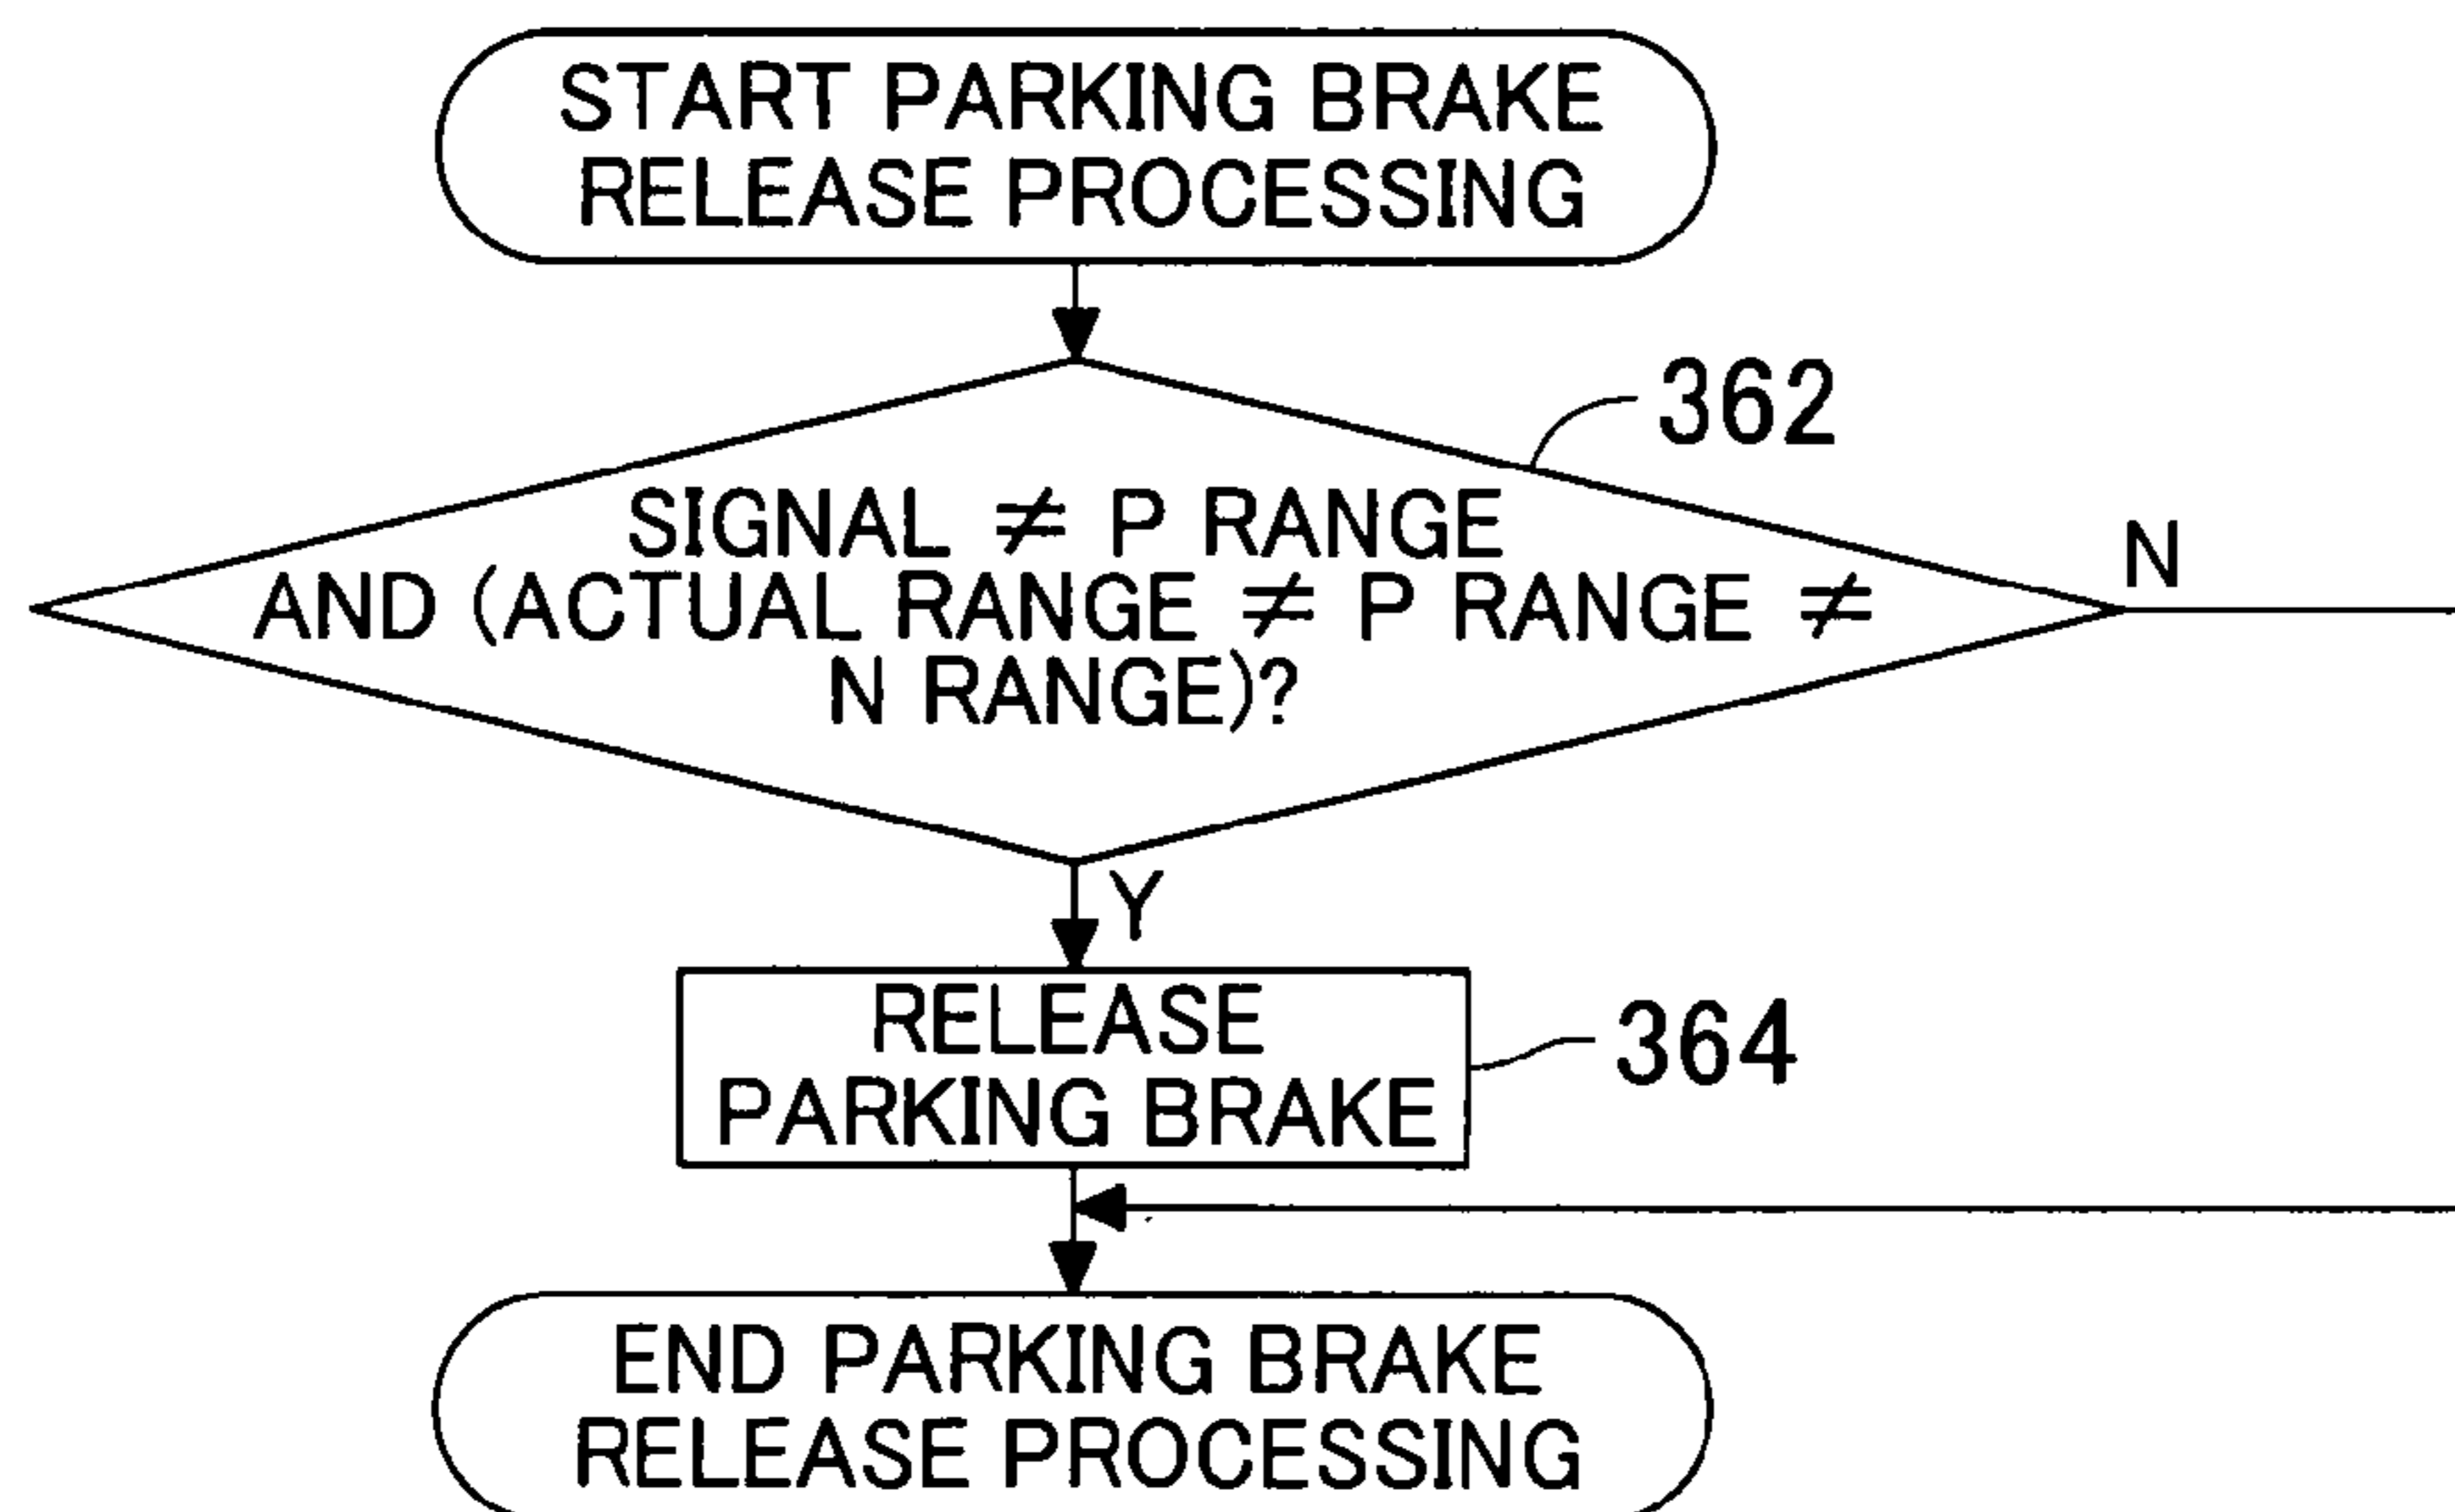 START PARKING BRAKE
RELEASE PROCESSING
362
SIGNAL ≠ P RANGE
AND (ACTUAL RANGE ≠ P RANGE ≠
N RANGE)?
N
Y
RELEASE
PARKING BRAKE
364
END PARKING BRAKE
RELEASE PROCESSING